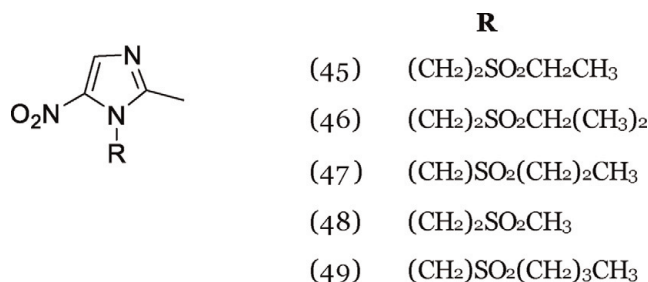 R
(45) (CH₂)₂SO₂CH₂CH₃
(46) (CH₂)₂SO₂CH₂(CH₃)₂
(47) (CH₂)SO₂(CH₂)₂CH₃
(48) (CH₂)₂SO₂CH₃
(49) (CH₂)SO₂(CH₂)₃CH₃
N
O₂N
N
R